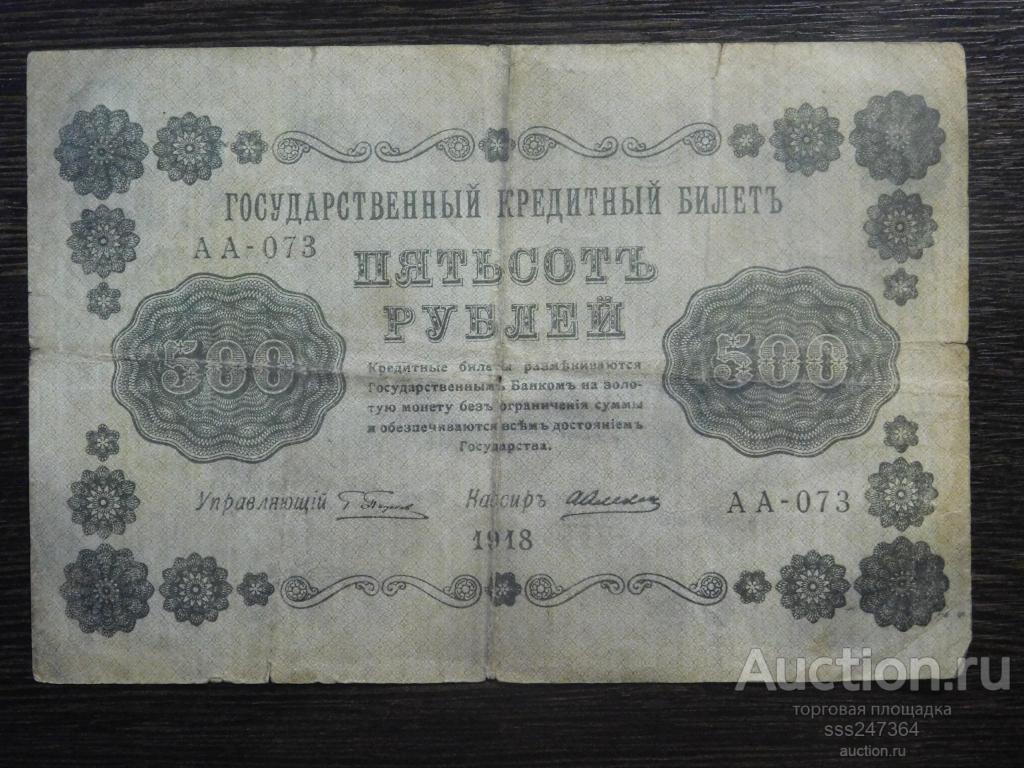 ГОСУДАРСТВЕННЫЙ КРЕДИТНЫЙ БИЛЕТЪ
АА-073
ПЯТЬСОТЪ
РУБЛЕЙ
500
500
Кредитные билеты размѣниваются
Государственнымъ Банкомъ на золо-
тую монету безъ ограниченія суммы
и обезпечиваются всѣмъ достояніемъ
Государства.
Управляющій
Кассиръ
АА-073
1918
Auction.ru
торговая площадка
sss247364
auction.ru